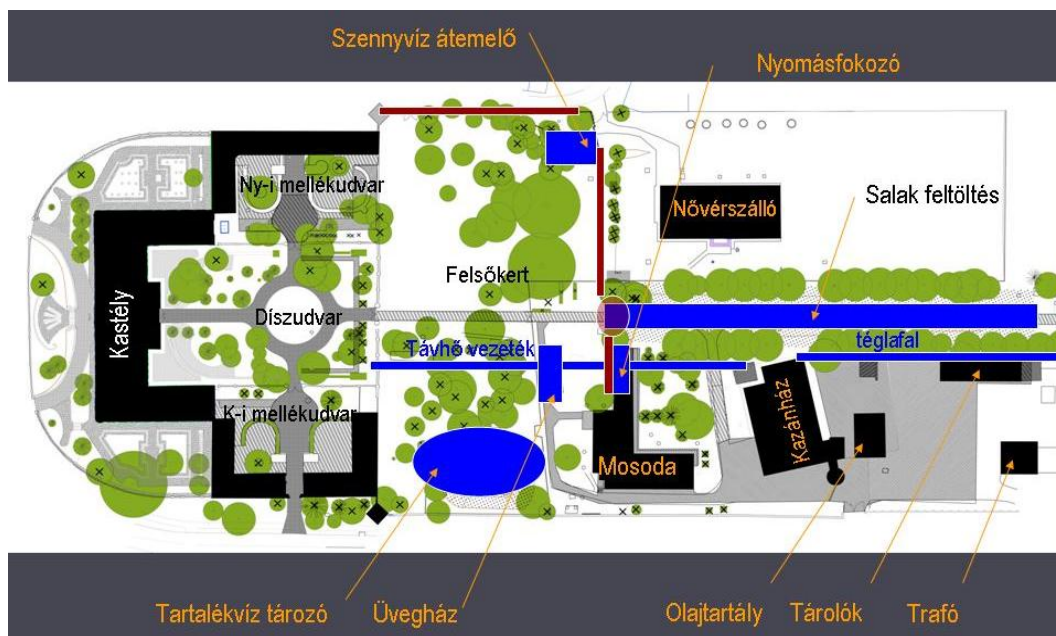 Szennyvíz átemelő
Nyomásfokozó
Ny-i mellékudvar
Nővérszálló
Salak feltöltés
Felsőkert
Kastély
Díszudvar
Távhő vezeték
téglafal
K-i mellékudvar
Kazánház
Mosoda
Tartalékvíz tározó
Üvegház
Olajtartály
Tárolók
Trafó